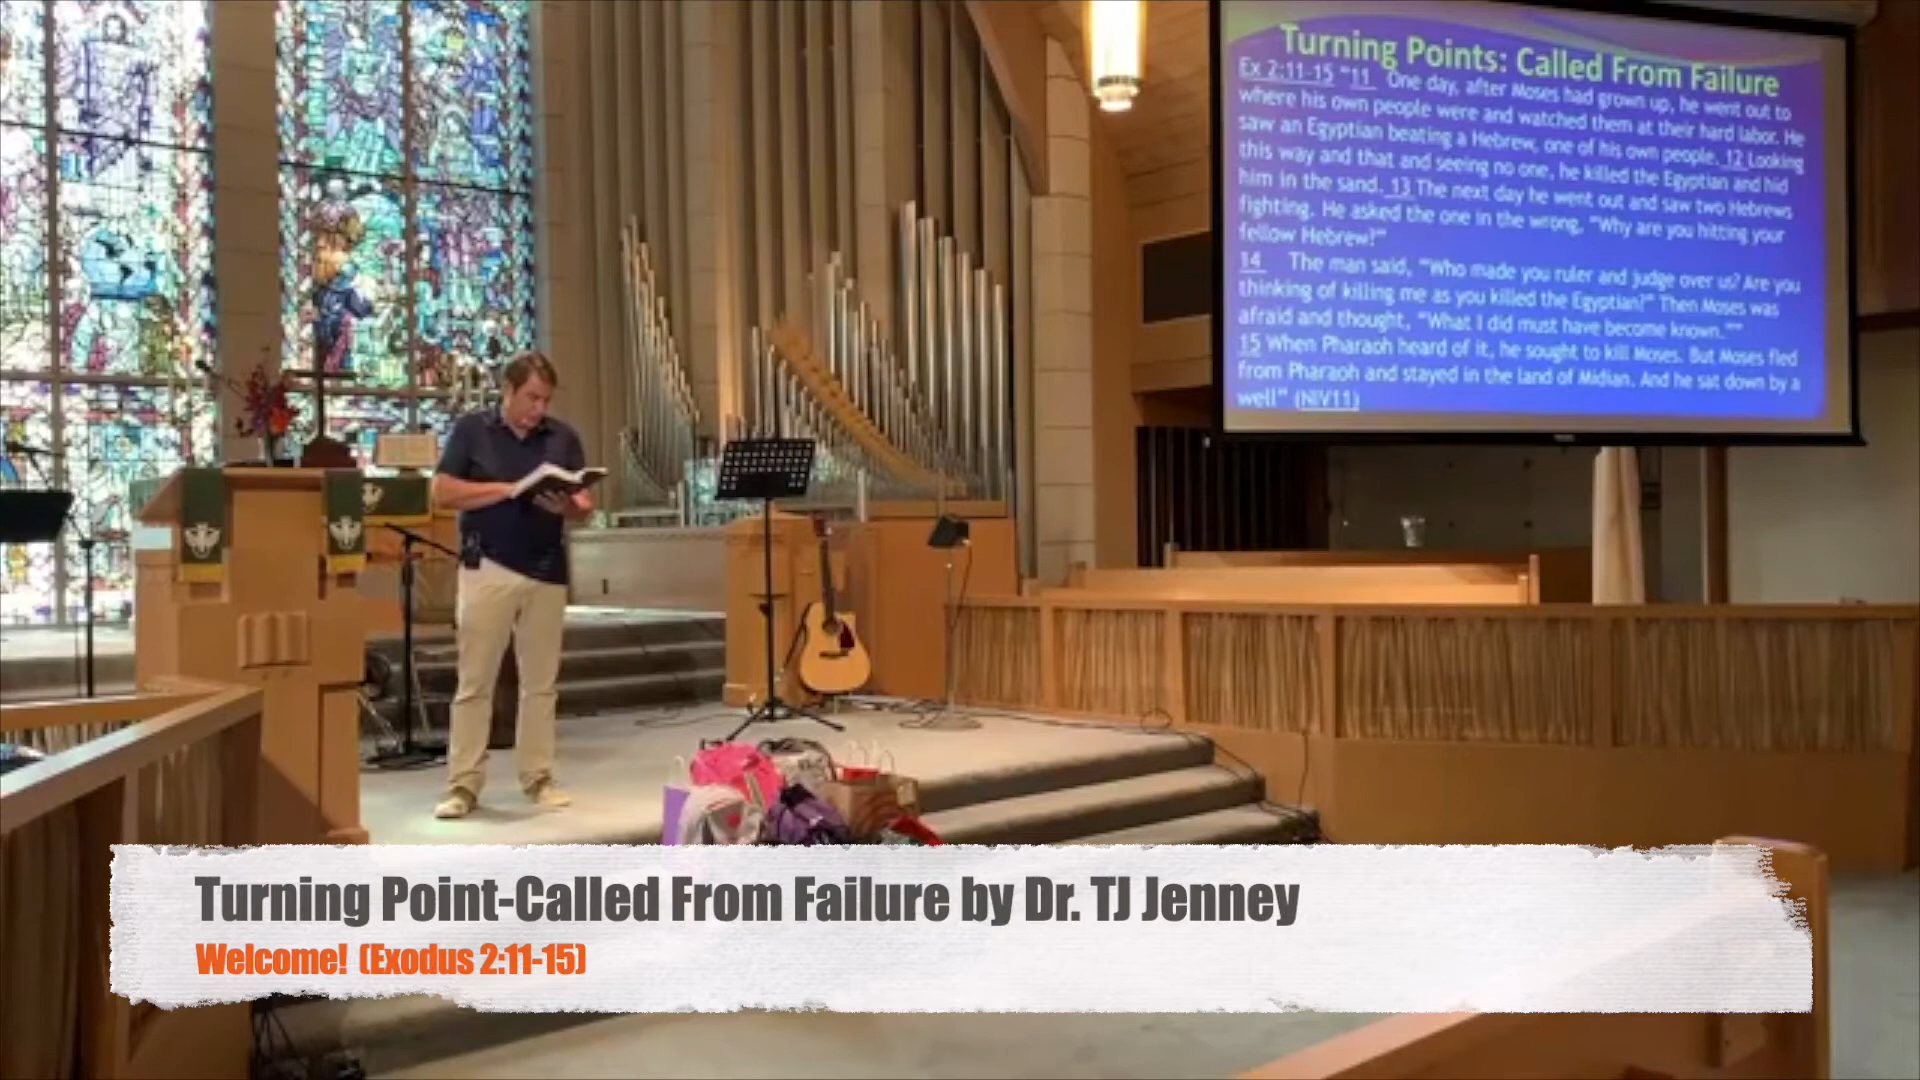 Turning Points: Called From Failure
Ex 2:11-15 "11 One day, after Moses had grown up, he went out to
where his own people were and watched them at their hard labor. He
saw an Egyptian beating a Hebrew, one of his own people. 12 Looking
this way and that and seeing no one, he killed the Egyptian and hid
him in the sand. 13 The next day he went out and saw two Hebrews
fighting. He asked the one in the wrong, "Why are you hitting your
fellow Hebrew?"
14 The man said, "Who made you ruler and judge over us? Are you
thinking of killing me as you killed the Egyptian?" Then Moses was
afraid and thought, "What I did must have become known.""
15 When Pharaoh heard of it, he sought to kill Moses. But Moses fled
from Pharaoh and stayed in the land of Midian. And he sat down by a
well" (NIV11)
Turning Point-Called From Failure by Dr. TJ Jenney
Welcome! (Exodus 2:11-15)